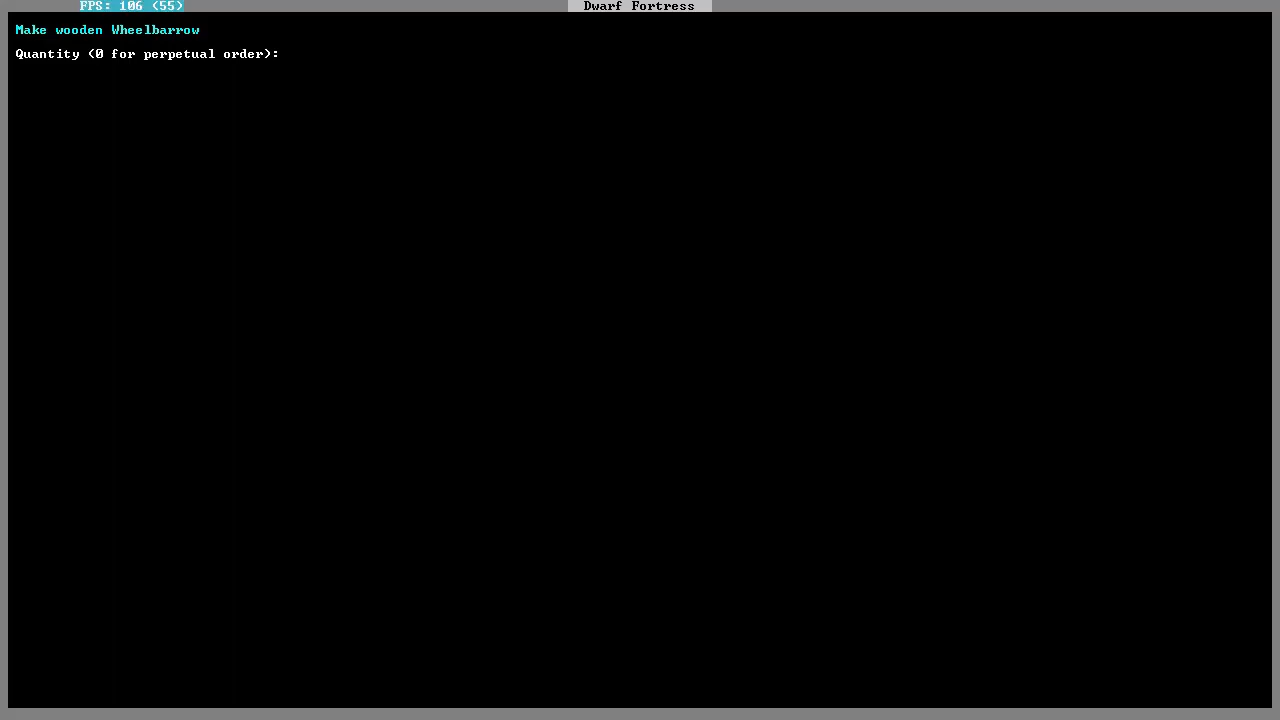 FPS: 106 (55)
Dwarf Fortress
Make wooden Wheelbarrow
Quantity (0 for perpetual order):